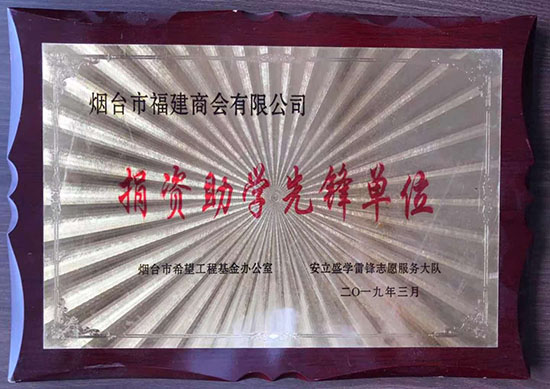 烟台市福建商会有限公司
捐资助学先锋单位
烟台市希望工程基金办公室 安立盛学雷锋志愿服务大队
二〇一九年三月